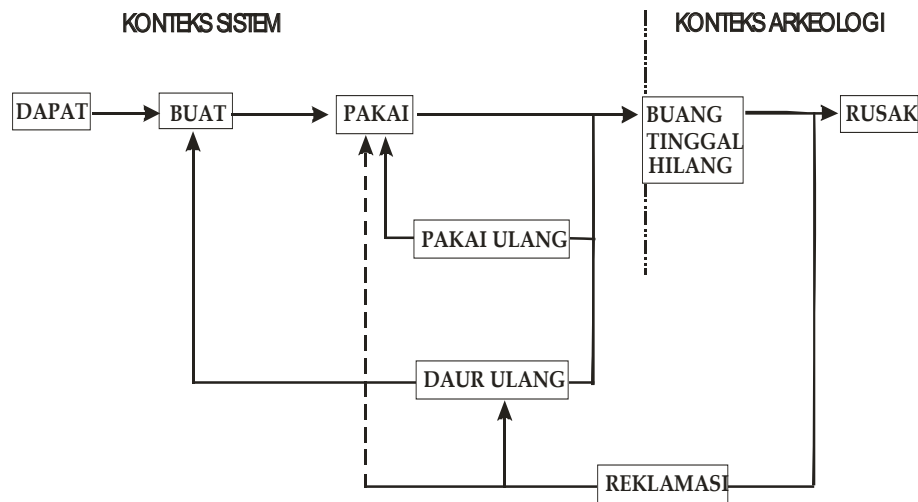 KONTEKS SISTEM
KONTEKS ARKEOLOGI
DAPAT
BUAT
PAKAI
BUANG
TINGGAL
HILANG
RUSAK
PAKAI ULANG
DAUR ULANG
REKLAMASI